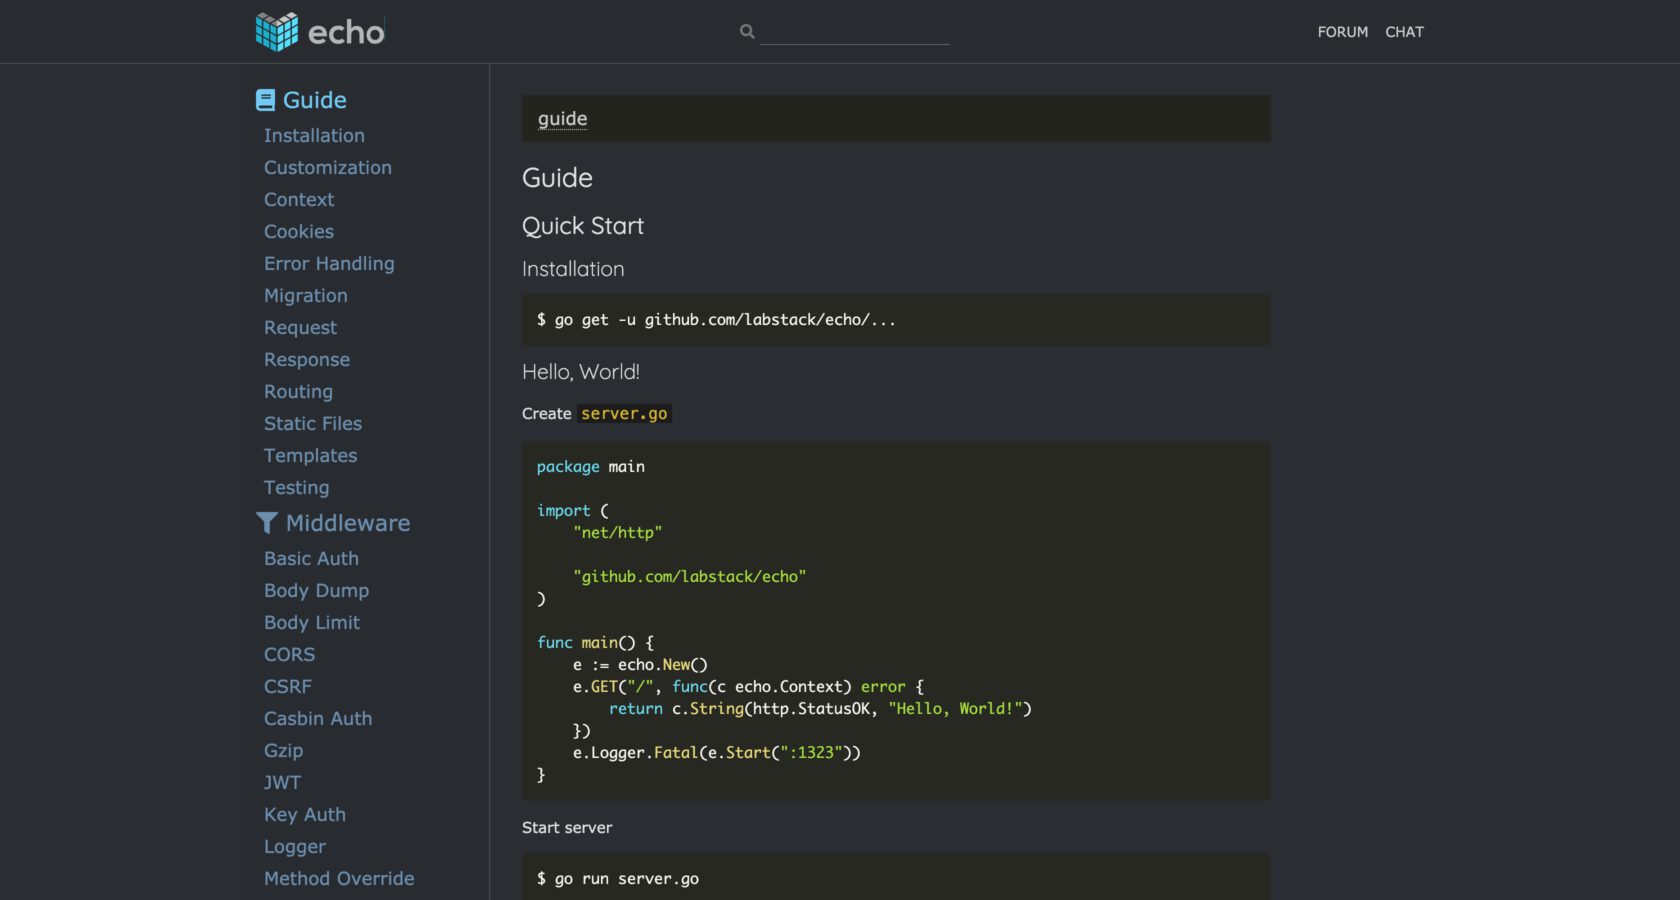 echo
FORUM CHAT
Guide
Installation
Customization
Context
Cookies
Error Handling
Migration
Request
Response
Routing
Static Files
Templates
Testing
Middleware
Basic Auth
Body Dump
Body Limit
CORS
CSRF
Casbin Auth
Gzip
JWT
Key Auth
Logger
Method Override
guide
Guide
Quick Start
Installation
$ go get -u github.com/labstack/echo/...
Hello, World!
Create server.go
package main
import (
    "net/http"
    "github.com/labstack/echo"
)
func main() {
    e := echo.New()
    e.GET("/", func(c echo.Context) error {
        return c.String(http.StatusOK, "Hello, World!")
    })
    e.Logger.Fatal(e.Start(":1323"))
}
Start server
$ go run server.go